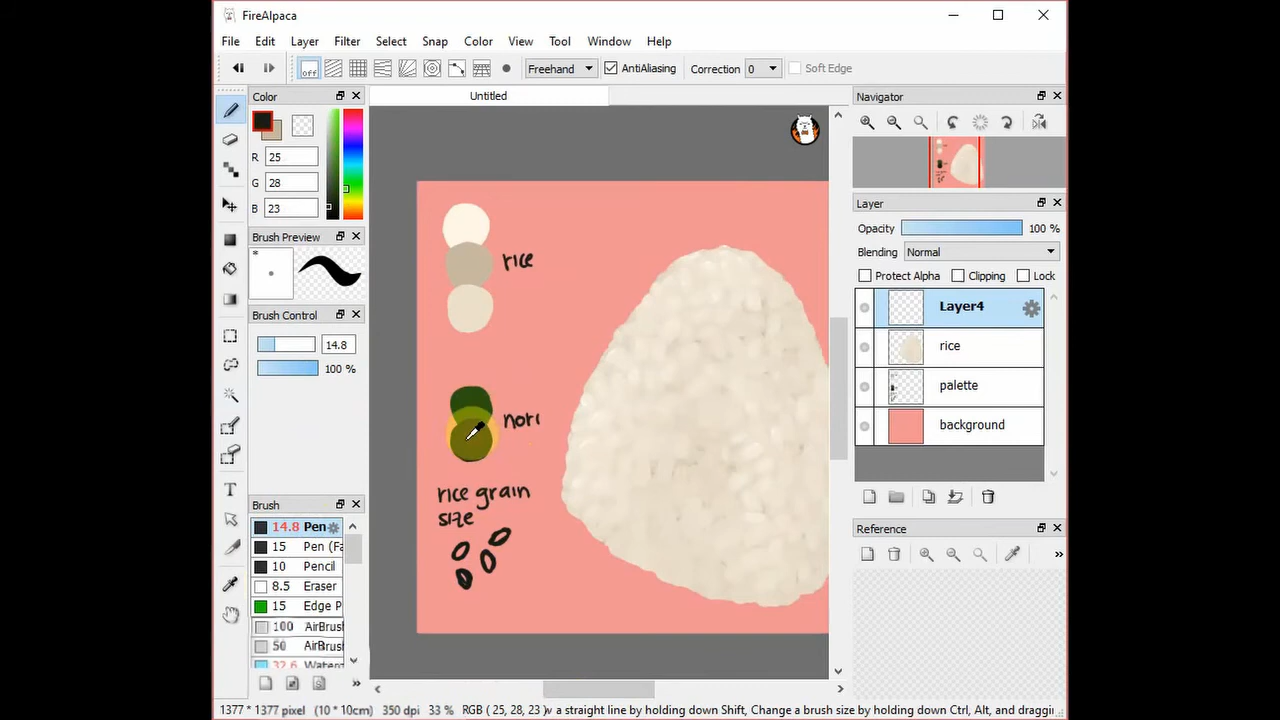 FireAlpaca
File Edit Layer Filter Select Snap Color View Tool Window Help
off Freehand AntiAliasing Correction 0 Soft Edge
Color
R 25
G 28
B 23
Brush Preview
*
Brush Control
14.8
100 %
Brush
14.8 Pen
15 Pen (Fa
10 Pencil
8.5 Eraser
15 Edge P
100 AirBrush
50 AirBrush
32.6 Waterc
Untitled
rice
nori
rice grain
size
Navigator
Layer
Opacity 100 %
Blending Normal
Protect Alpha Clipping Lock
Layer4
rice
palette
background
Reference
»
»
1377 * 1377 pixel (10 * 10cm) 350 dpi 33 % RGB ( 25, 28, 23 )w a straight line by holding down Shift, Change a brush size by holding down Ctrl, Alt, and draggin